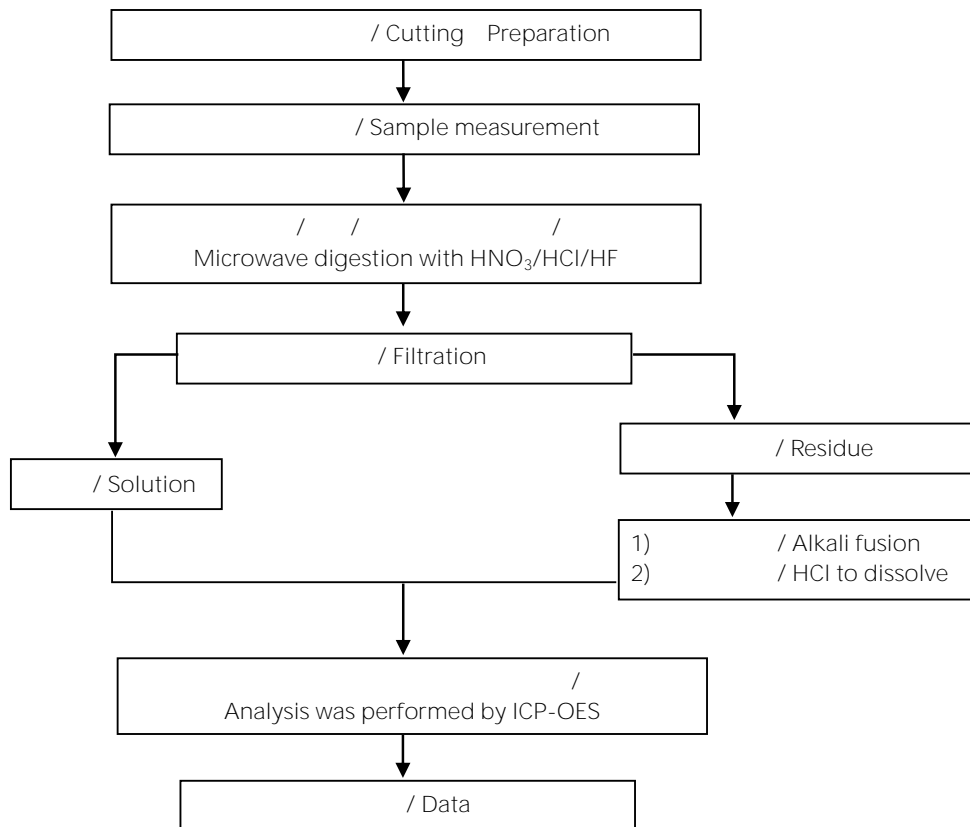 / Cutting Preparation
/ Sample measurement
/ / /
Microwave digestion with HNO₃/HCl/HF
/ Filtration
/ Solution
/ Residue
1) / Alkali fusion
2) / HCl to dissolve
/
Analysis was performed by ICP-OES
/ Data